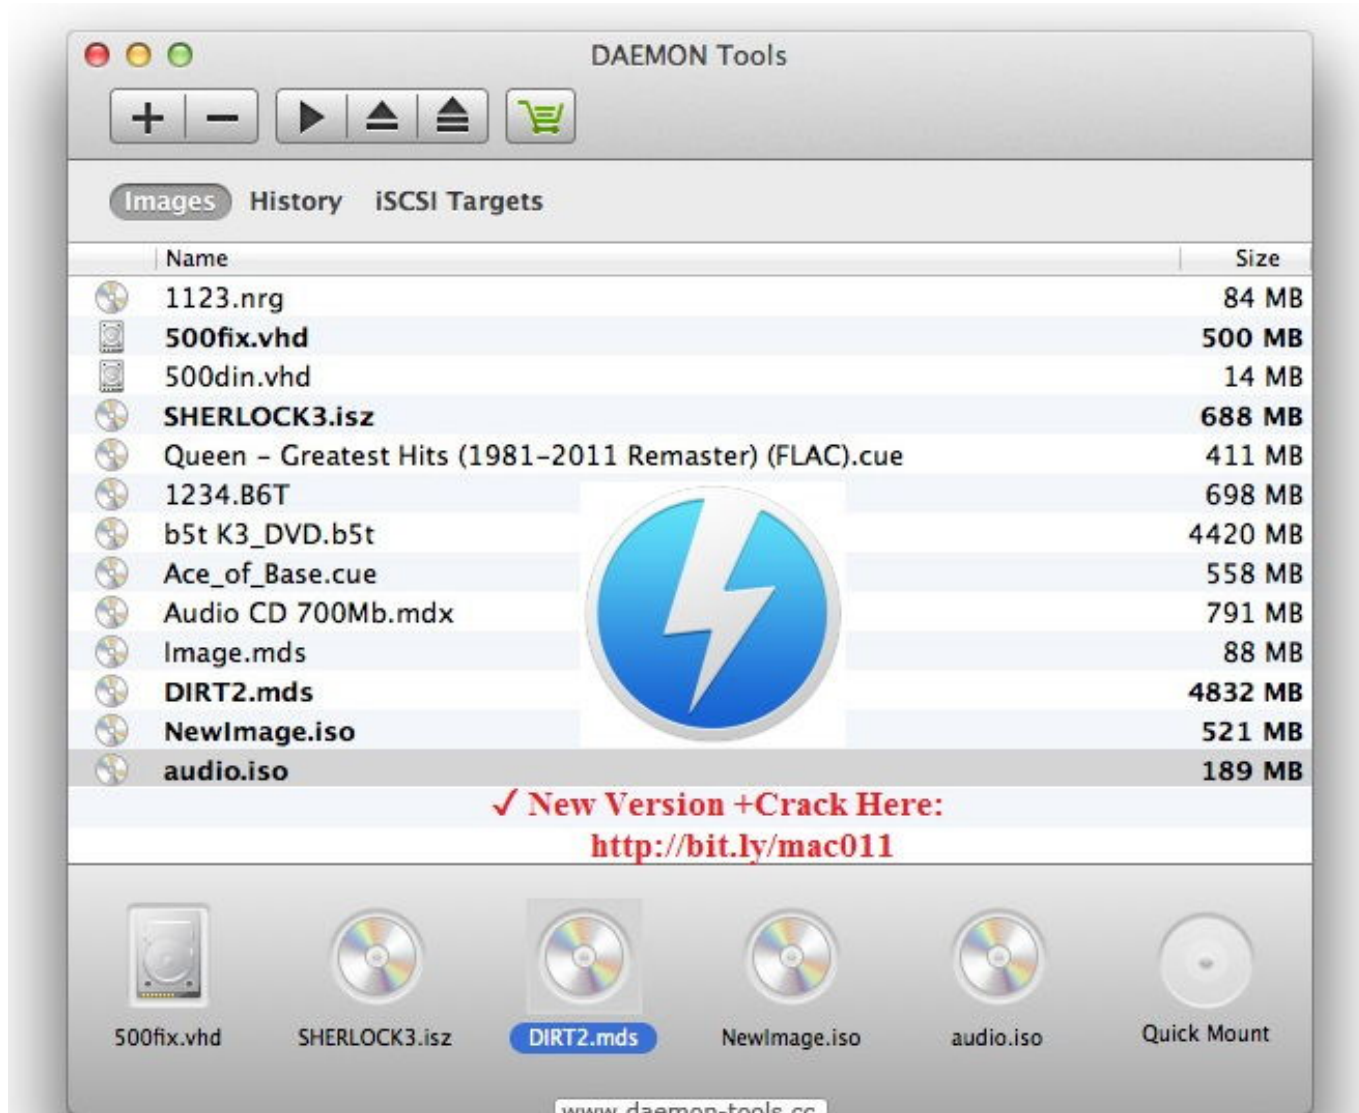 DAEMON Tools
Images History iSCSI Targets
Name Size
1123.nrg 84 MB
500fix.vhd 500 MB
500din.vhd 14 MB
SHERLOCK3.isz 688 MB
Queen – Greatest Hits (1981–2011 Remaster) (FLAC).cue 411 MB
1234.B6T 698 MB
b5t K3_DVD.b5t 4420 MB
Ace_of_Base.cue 558 MB
Audio CD 700Mb.mdx 791 MB
Image.mds 88 MB
DIRT2.mds 4832 MB
NewImage.iso 521 MB
audio.iso 189 MB
✓ New Version +Crack Here:
http://bit.ly/mac011
500fix.vhd SHERLOCK3.isz DIRT2.mds NewImage.iso audio.iso Quick Mount
www.daemon-tools.cc